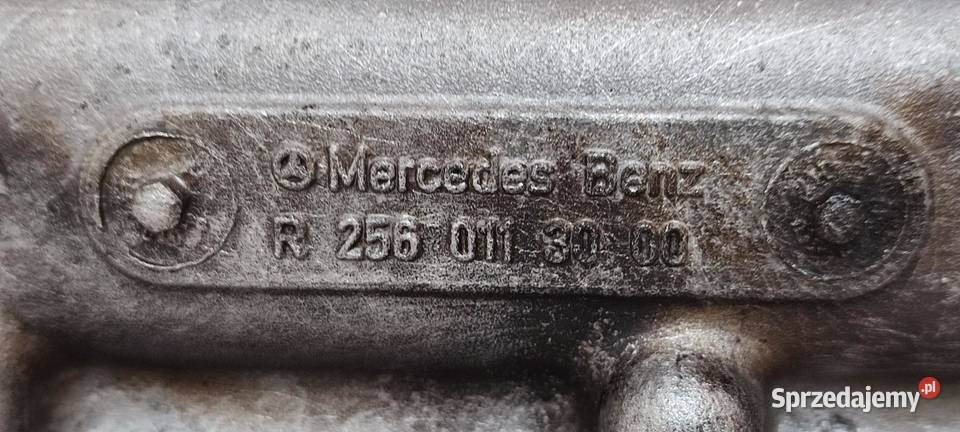 Mercedes Benz
R 256 011 30 00
Sprzedajemy.pl